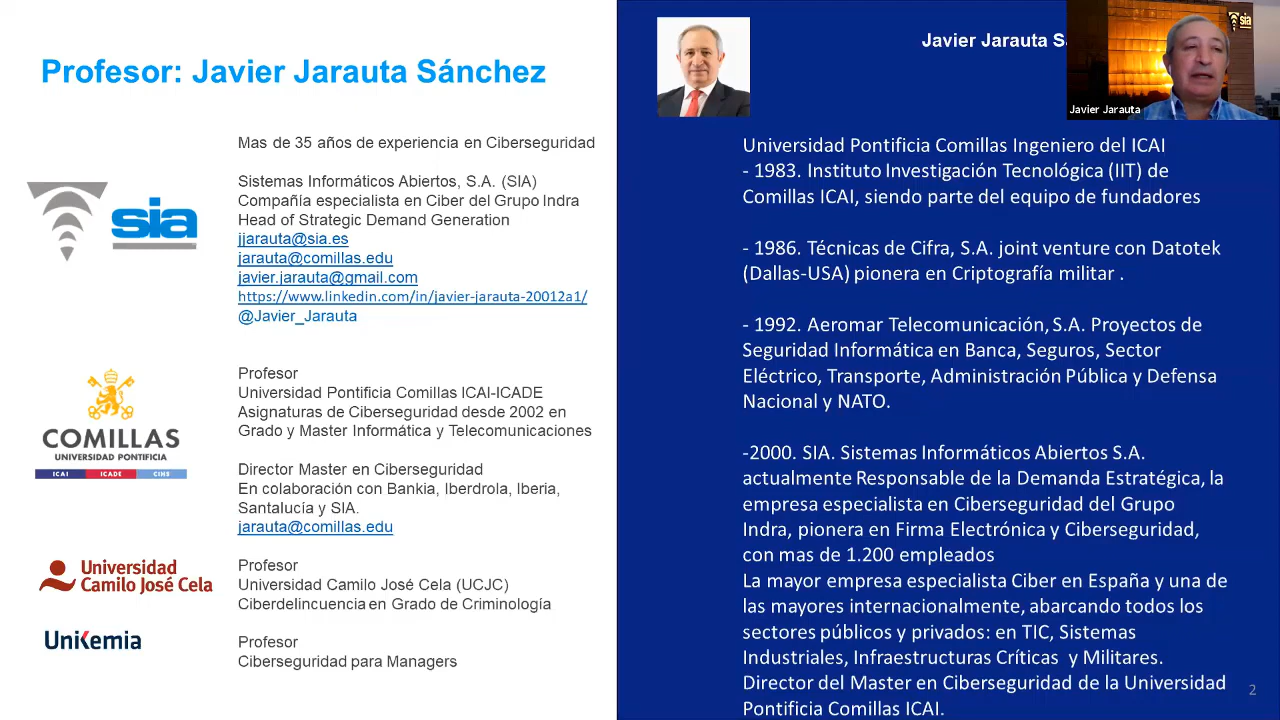 Profesor: Javier Jarauta Sánchez
Mas de 35 años de experiencia en Ciberseguridad
sia
Sistemas Informáticos Abiertos, S.A. (SIA)
Compañía especialista en Ciber del Grupo Indra
Head of Strategic Demand Generation
jjarauta@sia.es
jarauta@comillas.edu
javier.jarauta@gmail.com
https://www.linkedin.com/in/javier-jarauta-20012a1/
@Javier_Jarauta
COMILLAS
UNIVERSIDAD PONTIFICIA
ICAI ICADE CIHS
Profesor
Universidad Pontificia Comillas ICAI-ICADE
Asignaturas de Ciberseguridad desde 2002 en
Grado y Master Informática y Telecomunicaciones
Director Master en Ciberseguridad
En colaboración con Bankia, Iberdrola, Iberia,
Santalucía y SIA.
jarauta@comillas.edu
Universidad
Camilo José Cela
Profesor
Universidad Camilo José Cela (UCJC)
Ciberdelincuencia en Grado de Criminología
UniKemia
Profesor
Ciberseguridad para Managers
Javier Jarauta
sia
Javier Jarauta
Universidad Pontificia Comillas Ingeniero del ICAI
- 1983. Instituto Investigación Tecnológica (IIT) de
Comillas ICAI, siendo parte del equipo de fundadores
- 1986. Técnicas de Cifra, S.A. joint venture con Datotek
(Dallas-USA) pionera en Criptografía militar .
- 1992. Aeromar Telecomunicación, S.A. Proyectos de
Seguridad Informática en Banca, Seguros, Sector
Eléctrico, Transporte, Administración Pública y Defensa
Nacional y NATO.
-2000. SIA. Sistemas Informáticos Abiertos S.A.
actualmente Responsable de la Demanda Estratégica, la
empresa especialista en Ciberseguridad del Grupo
Indra, pionera en Firma Electrónica y Ciberseguridad,
con mas de 1.200 empleados
La mayor empresa especialista Ciber en España y una de
las mayores internacionalmente, abarcando todos los
sectores públicos y privados: en TIC, Sistemas
Industriales, Infraestructuras Críticas y Militares.
Director del Master en Ciberseguridad de la Universidad
Pontificia Comillas ICAI.
2